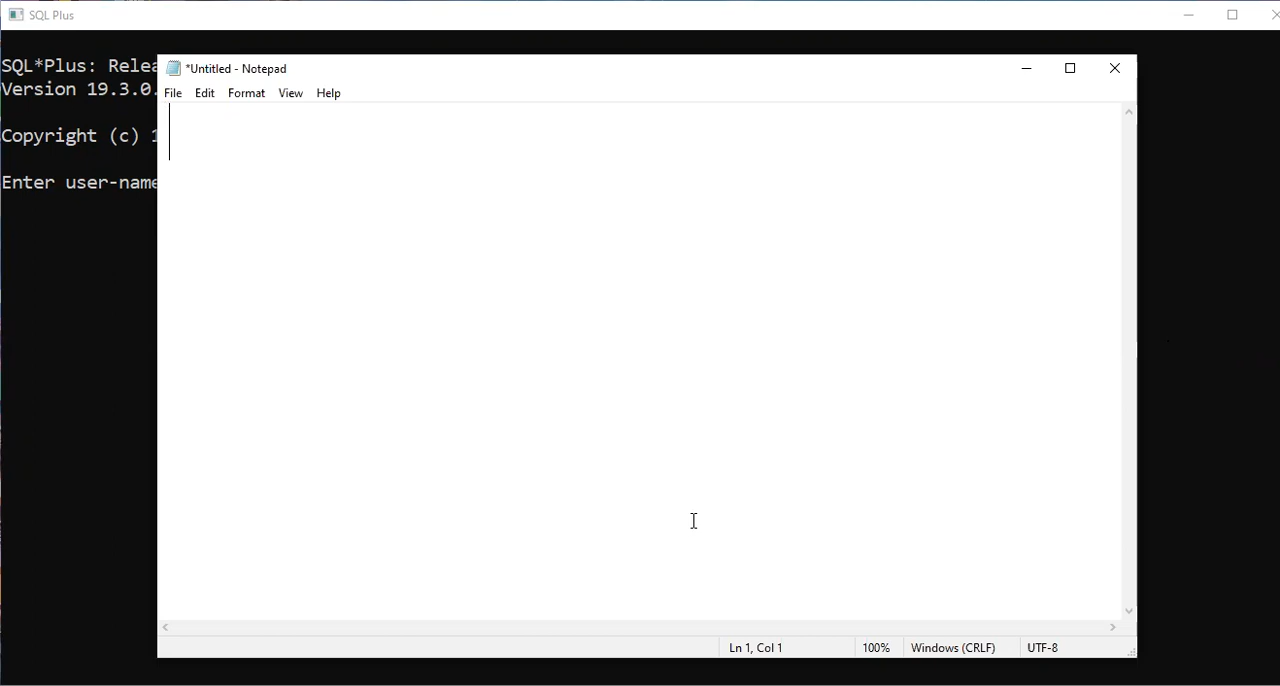 SQL Plus
SQL*Plus: Relea
Version 19.3.0.
Copyright (c) 1
Enter user-name
*Untitled - Notepad
File Edit Format View Help
Ln 1, Col 1 100% Windows (CRLF) UTF-8